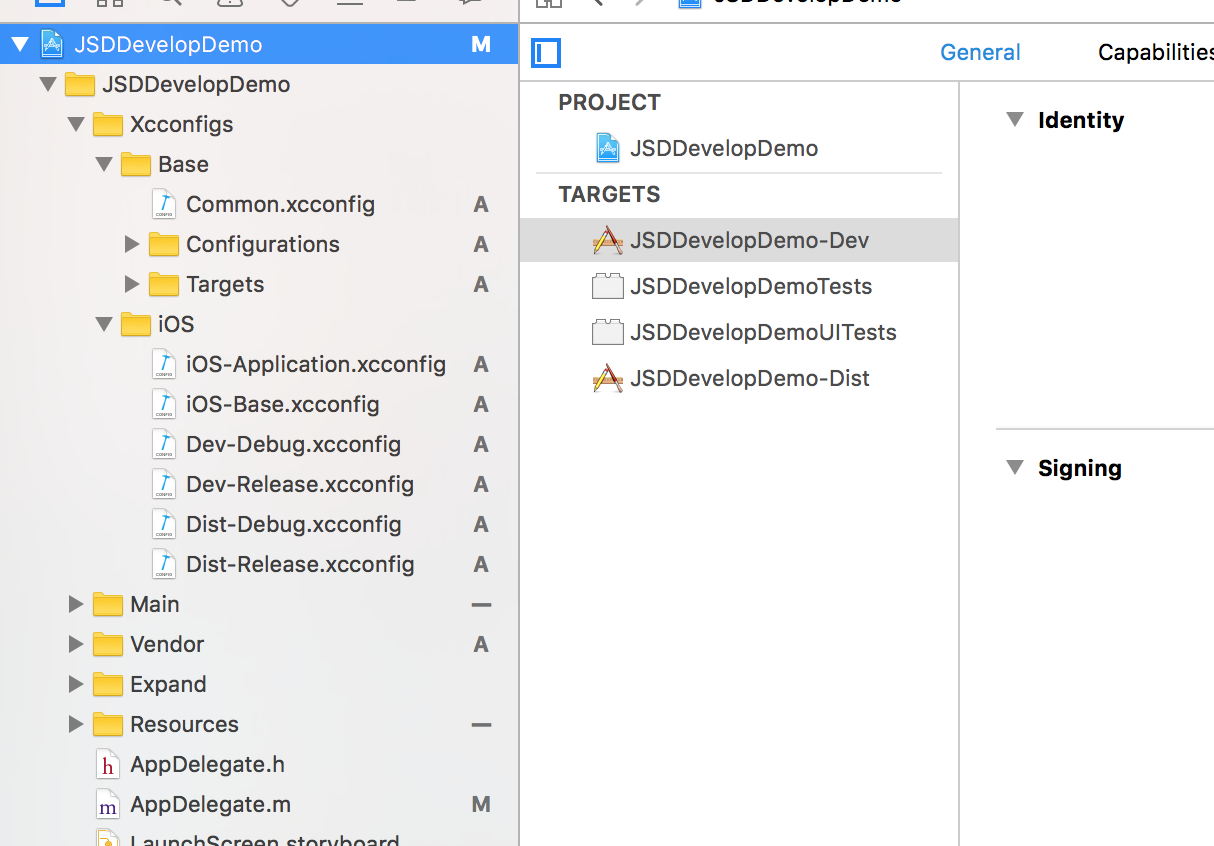 JSDDevelopDemo
JSDDevelopDemo M
JSDDevelopDemo
Xcconfigs
Base
Common.xcconfig A
Configurations A
Targets A
iOS
iOS-Application.xcconfig A
iOS-Base.xcconfig A
Dev-Debug.xcconfig A
Dev-Release.xcconfig A
Dist-Debug.xcconfig A
Dist-Release.xcconfig A
Main —
Vendor A
Expand
Resources —
AppDelegate.h
AppDelegate.m M
LaunchScreen.storyboard
General Capabilities
PROJECT
JSDDevelopDemo
TARGETS
JSDDevelopDemo-Dev
JSDDevelopDemoTests
JSDDevelopDemoUITests
JSDDevelopDemo-Dist
Identity
Signing